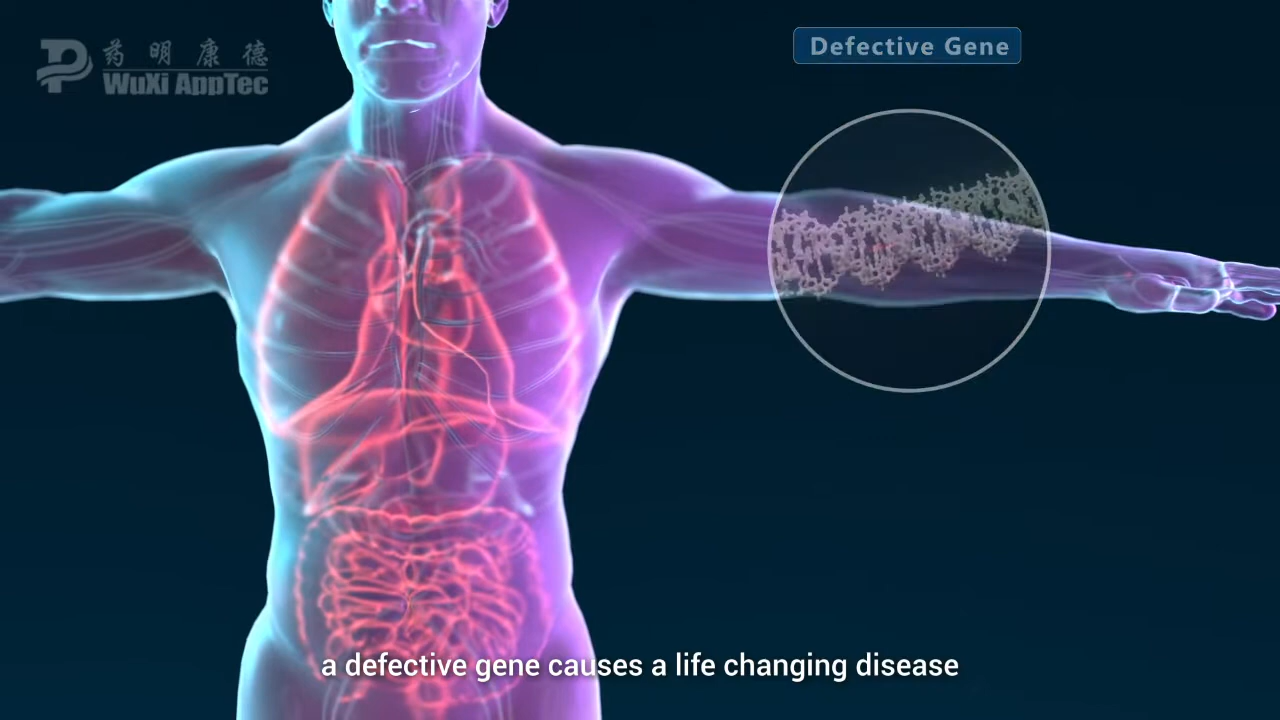 药明康德
WuXi AppTec
Defective Gene
a defective gene causes a life changing disease